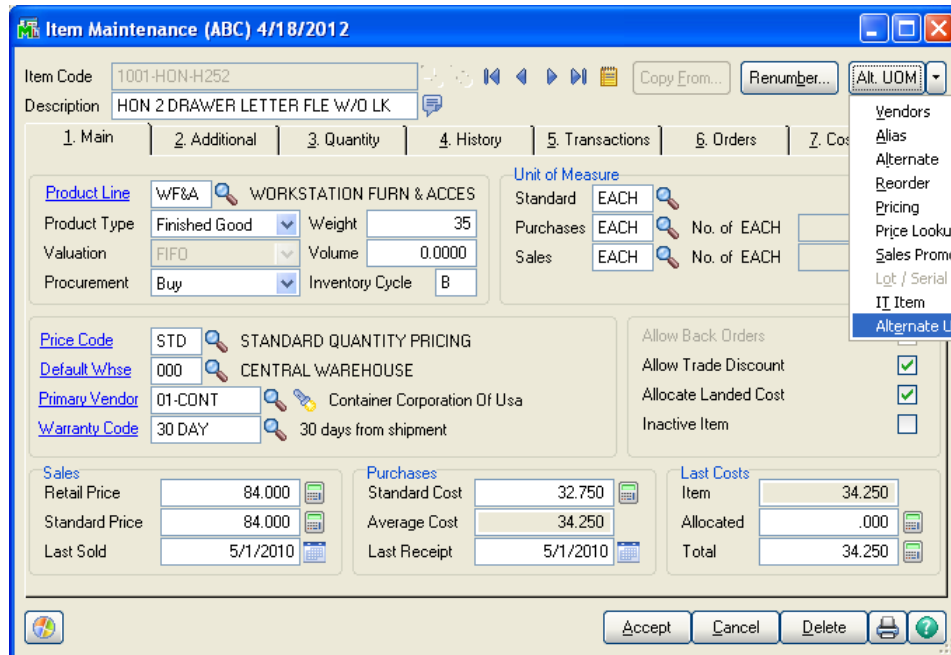 Item Maintenance (ABC) 4/18/2012
Item Code 1001-HON-H252 Copy From... Renumber... Alt. UOM
Description HON 2 DRAWER LETTER FLE W/O LK
1. Main 2. Additional 3. Quantity 4. History 5. Transactions 6. Orders 7. Cos
Vendors
Alias
Alternate
Reorder
Pricing
Price Looku
Sales Prom
Lot / Serial
IT Item
Alternate U
Product Line WF&A WORKSTATION FURN & ACCES
Product Type Finished Good Weight 35
Valuation FIFO Volume 0.0000
Procurement Buy Inventory Cycle B
Unit of Measure
Standard EACH
Purchases EACH No. of EACH
Sales EACH No. of EACH
Price Code STD STANDARD QUANTITY PRICING
Default Whse 000 CENTRAL WAREHOUSE
Primary Vendor 01-CONT Container Corporation Of Usa
Warranty Code 30 DAY 30 days from shipment
Allow Back Orders
Allow Trade Discount
Allocate Landed Cost
Inactive Item
Sales
Retail Price 84.000
Standard Price 84.000
Last Sold 5/1/2010
Purchases
Standard Cost 32.750
Average Cost 34.250
Last Receipt 5/1/2010
Last Costs
Item 34.250
Allocated .000
Total 34.250
Accept Cancel Delete